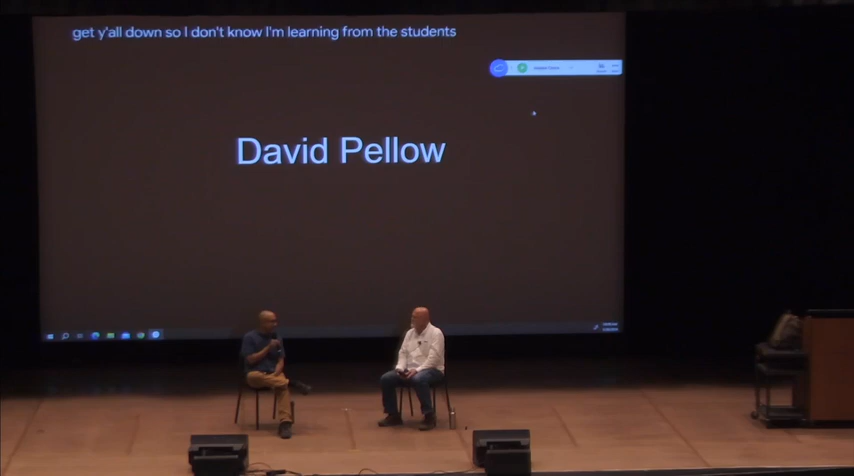 get y'all down so I don't know I'm learning from the students
David Pellow